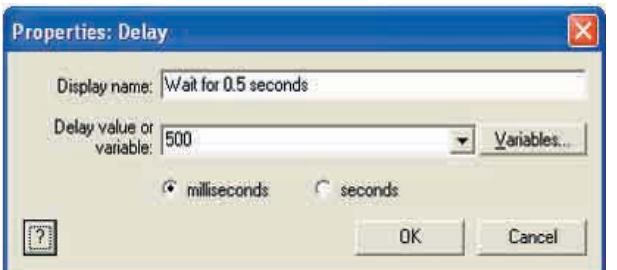 Properties: Delay
Display name: Wait for 0.5 seconds
Delay value or
variable: 500 Variables...
milliseconds seconds
? OK Cancel